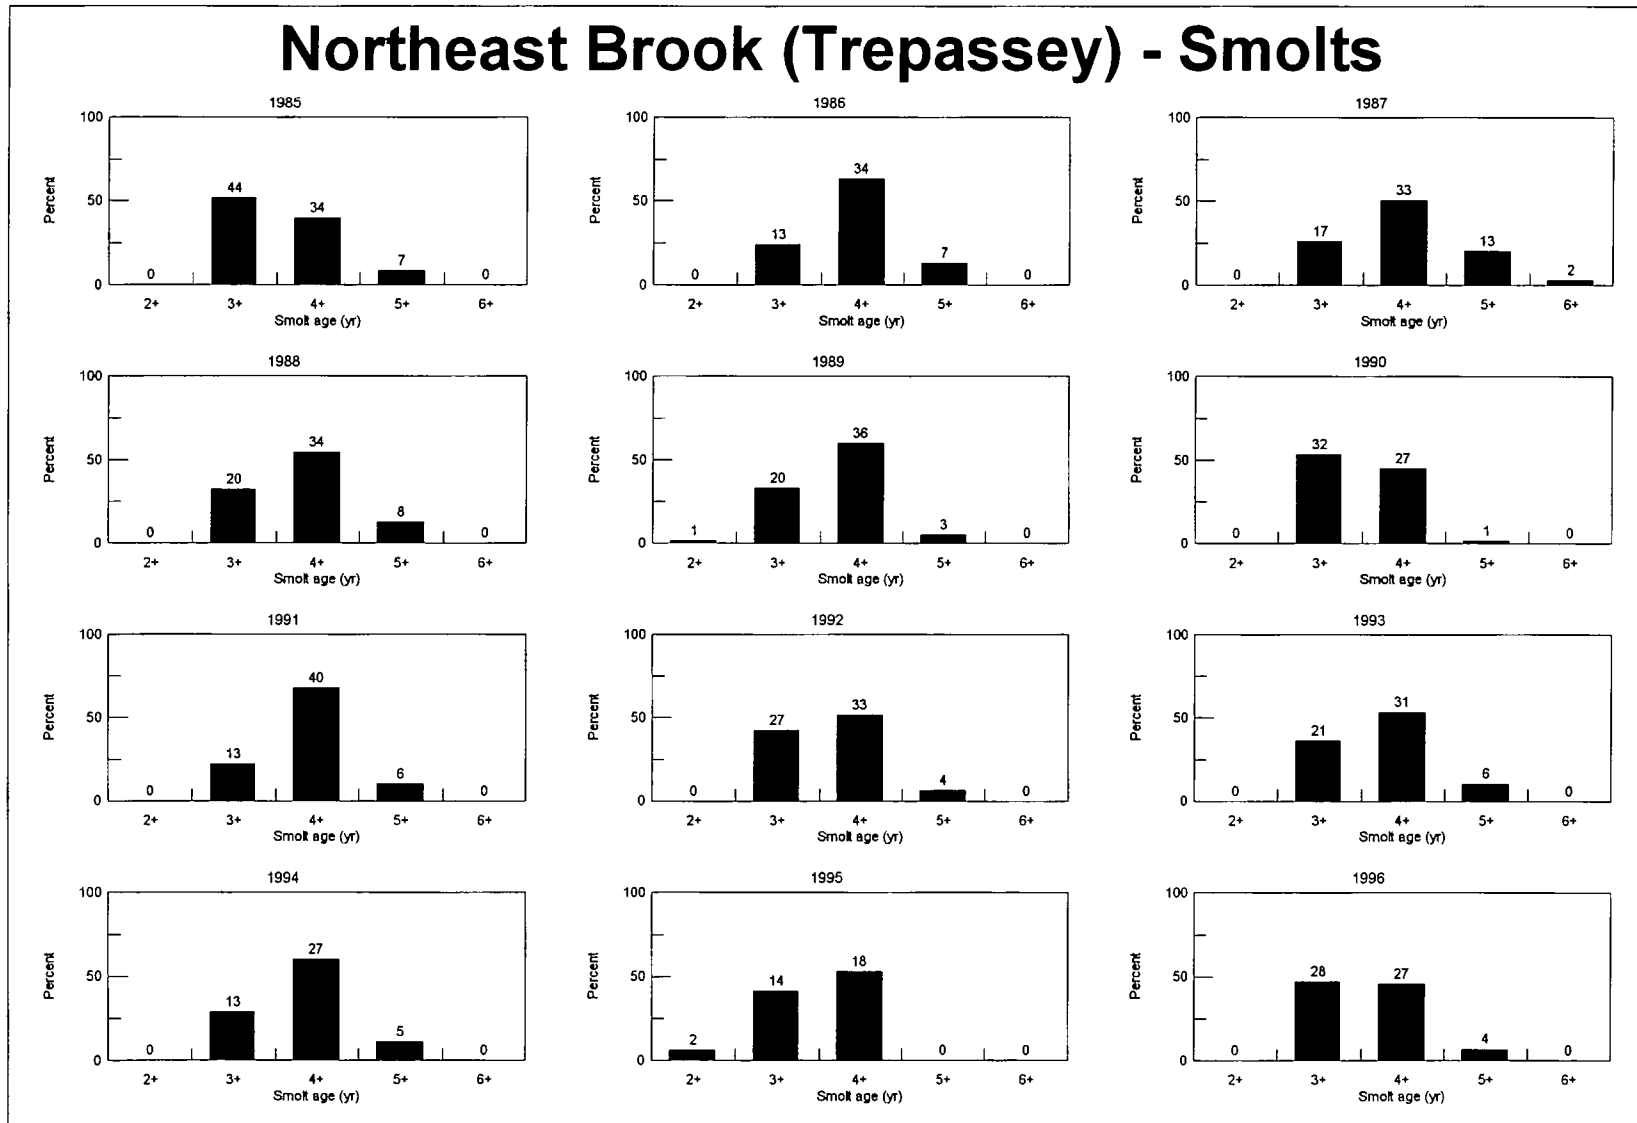 Northeast Brook (Trepassey) - Smolts
1985
100
50
0
Percent
0 44 34 7 0
2+ 3+ 4+ 5+ 6+
Smolt age (yr)
1986
100
50
0
Percent
0 13 34 7 0
2+ 3+ 4+ 5+ 6+
Smolt age (yr)
1987
100
50
0
Percent
0 17 33 13 2
2+ 3+ 4+ 5+ 6+
Smolt age (yr)
1988
100
50
0
Percent
0 20 34 8 0
2+ 3+ 4+ 5+ 6+
Smolt age (yr)
1989
100
50
0
Percent
1 20 36 3 0
2+ 3+ 4+ 5+ 6+
Smolt age (yr)
1990
100
50
0
Percent
0 32 27 1 0
2+ 3+ 4+ 5+ 6+
Smolt age (yr)
1991
100
50
0
Percent
0 13 40 6 0
2+ 3+ 4+ 5+ 6+
Smolt age (yr)
1992
100
50
0
Percent
0 27 33 4 0
2+ 3+ 4+ 5+ 6+
Smolt age (yr)
1993
100
50
0
Percent
0 21 31 6 0
2+ 3+ 4+ 5+ 6+
Smolt age (yr)
1994
100
50
0
Percent
0 13 27 5 0
2+ 3+ 4+ 5+ 6+
Smolt age (yr)
1995
100
50
0
Percent
2 14 18 0 0
2+ 3+ 4+ 5+ 6+
Smolt age (yr)
1996
100
50
0
Percent
0 28 27 4 0
2+ 3+ 4+ 5+ 6+
Smolt age (yr)